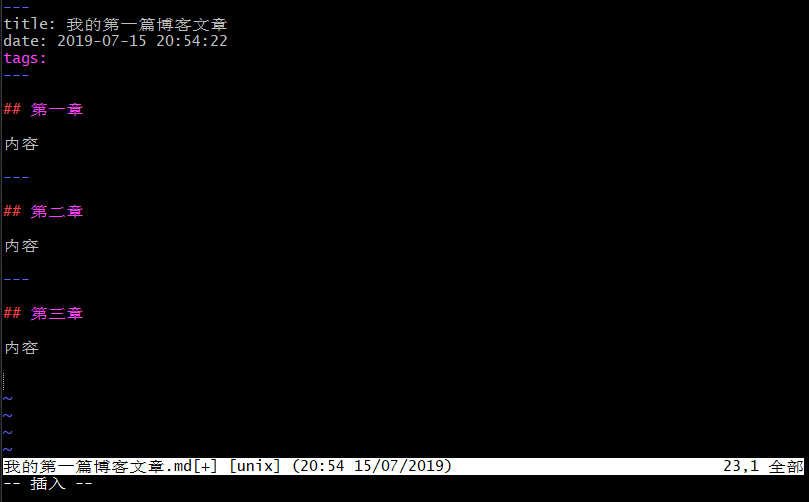 ---
title: 我的第一篇博客文章
date: 2019-07-15 20:54:22
tags:
---
## 第一章
内容
---
## 第二章
内容
---
## 第三章
内容
~
~
~
~
我的第一篇博客文章.md[+] [unix] (20:54 15/07/2019) 23,1 全部
-- 插入 --